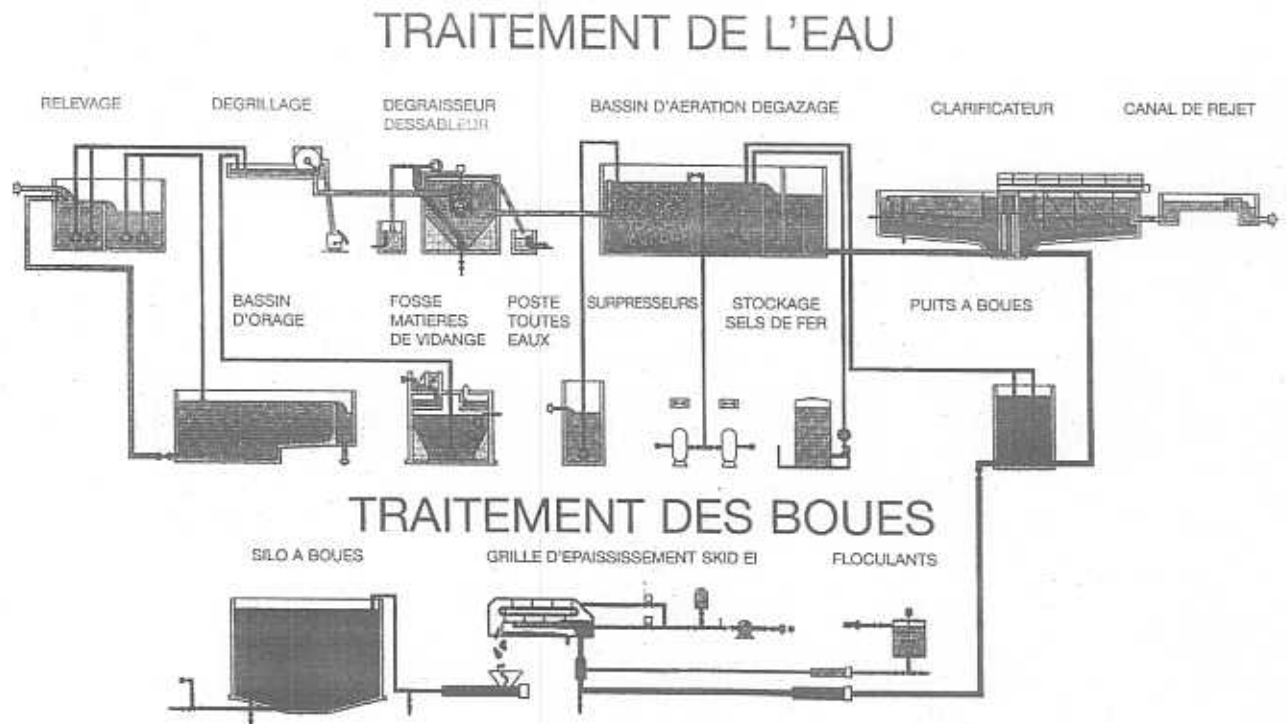 TRAITEMENT DE L'EAU
RELEVAGE
DEGRILLAGE
DEGRAISSEUR
DESSABLEUR
BASSIN D'AERATION DEGAZAGE
CLARIFICATEUR
CANAL DE REJET
BASSIN
D'ORAGE
FOSSE
MATIERES
DE VIDANGE
POSTE
TOUTES
EAUX
SURPRESSEURS
STOCKAGE
SELS DE FER
PUITS A BOUES
TRAITEMENT DES BOUES
SILO A BOUES
GRILLE D'EPAISSISSEMENT SKID EI
FLOCULANTS